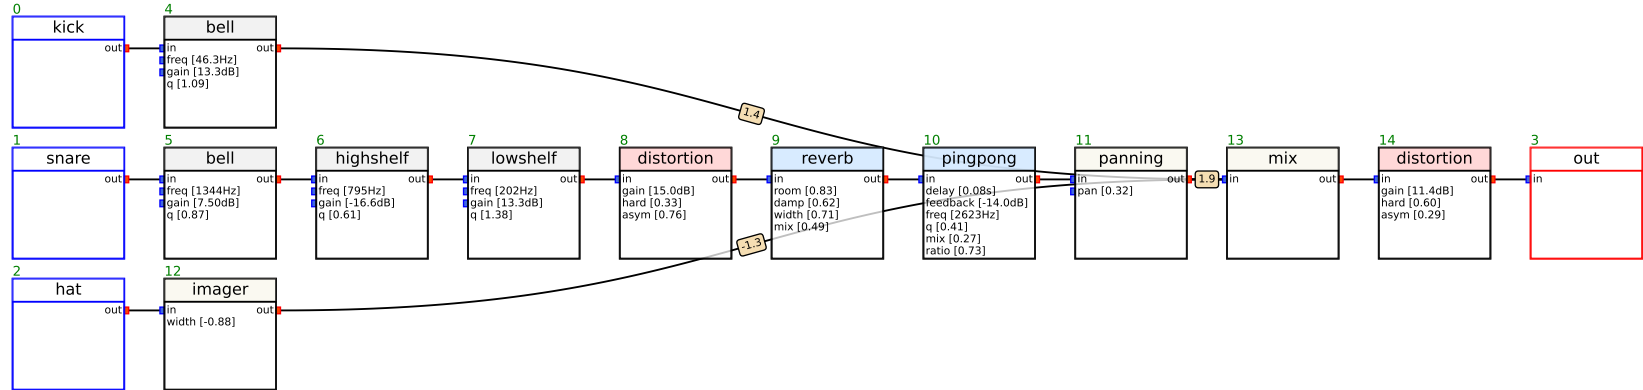 0
kick
out
4
bell
in out
freq [46.3Hz]
gain [13.3dB]
q [1.09]
1.4
1
snare
out
5
bell
in out
freq [1344Hz]
gain [7.50dB]
q [0.87]
6
highshelf
in out
freq [795Hz]
gain [-16.6dB]
q [0.61]
7
lowshelf
in out
freq [202Hz]
gain [13.3dB]
q [1.38]
8
distortion
in out
gain [15.0dB]
hard [0.33]
asym [0.76]
9
reverb
in out
room [0.83]
damp [0.62]
width [0.71]
mix [0.49]
10
pingpong
in out
delay [0.08s]
feedback [-14.0dB]
freq [2623Hz]
q [0.41]
mix [0.27]
ratio [0.73]
11
panning
in out
pan [0.32]
1.9
13
mix
in out
14
distortion
in out
gain [11.4dB]
hard [0.60]
asym [0.29]
3
out
in
-1.3
2
hat
out
12
imager
in out
width [-0.88]